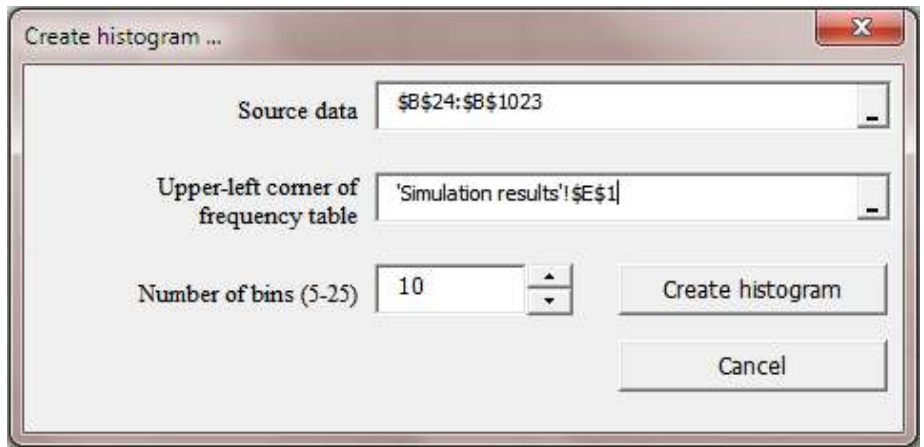 Create histogram ...
Source data
$B$24:$B$1023
Upper-left corner of
frequency table
'Simulation results'!$E$1
Number of bins (5-25)
10
Create histogram
Cancel